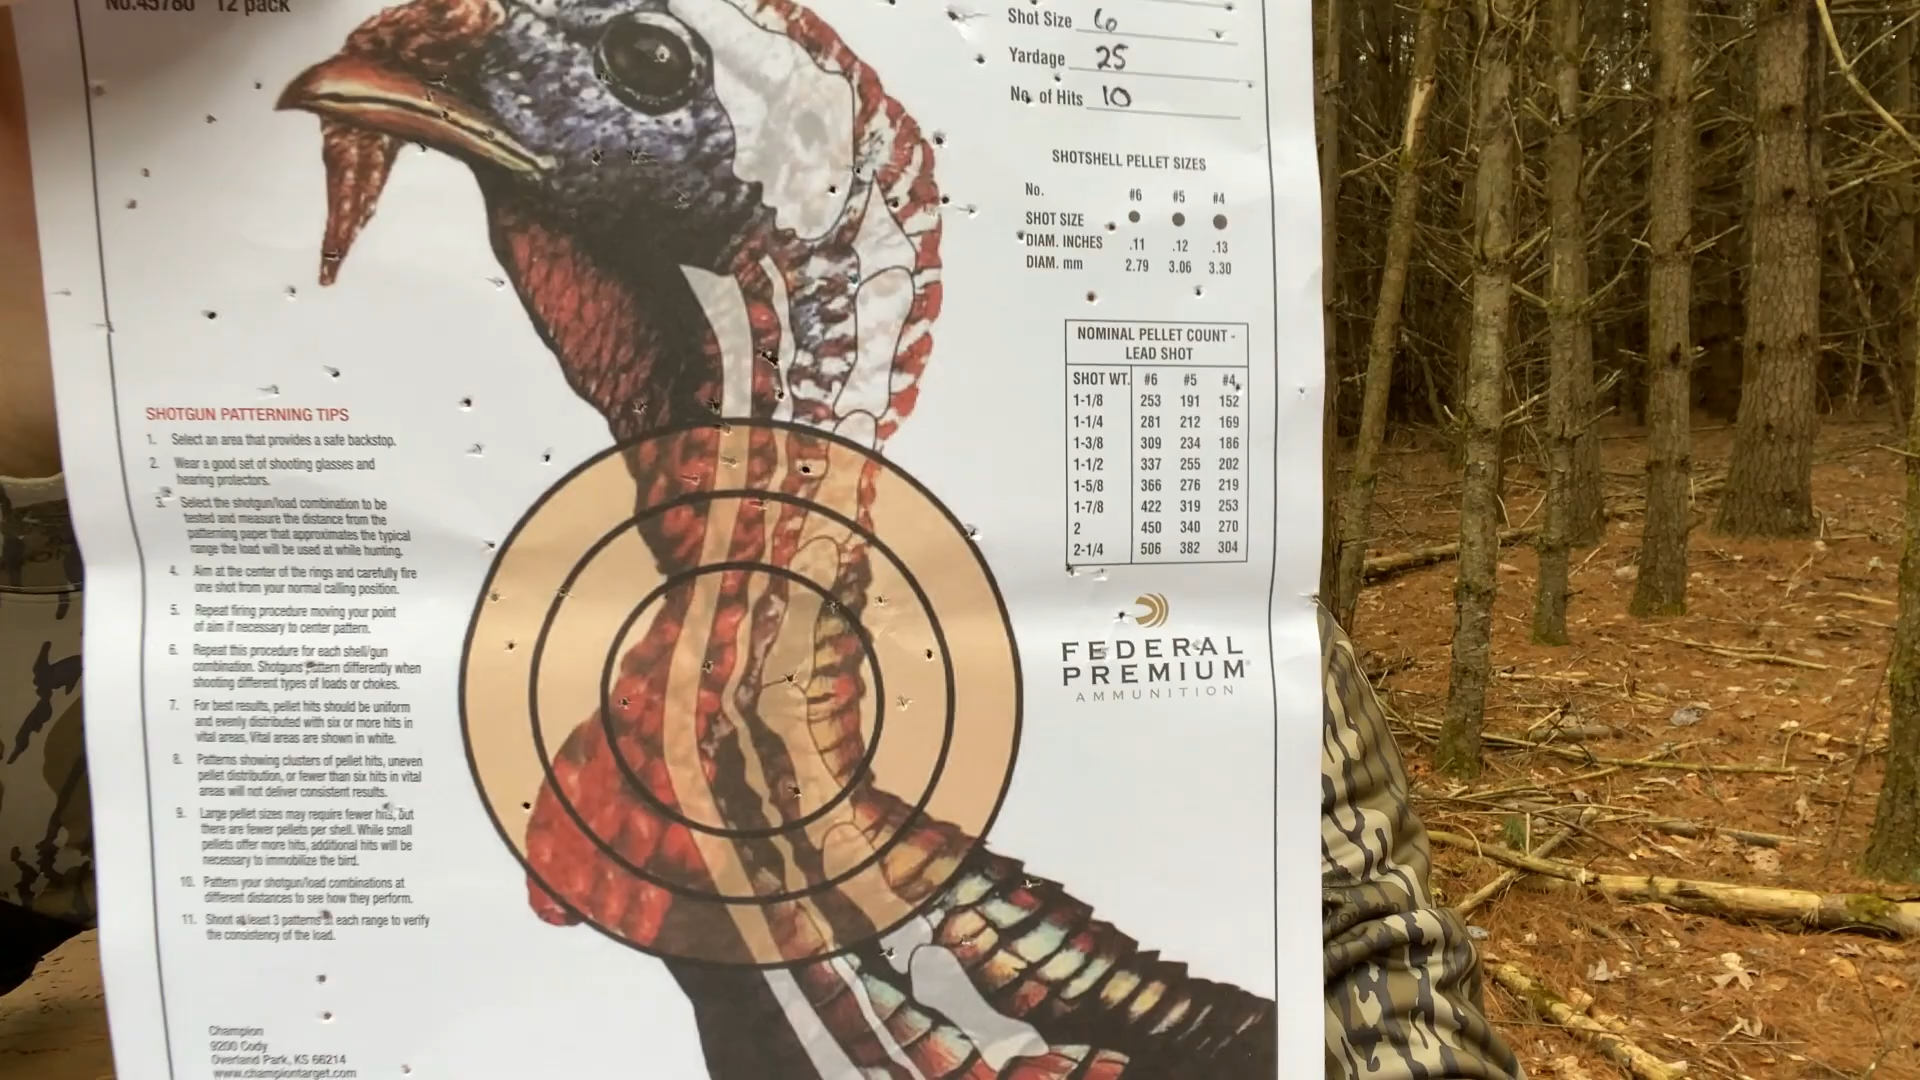 No.45780 12 pack
Shot Size 6
Yardage 25
No. of Hits 10
SHOTSHELL PELLET SIZES
No. #6 #5 #4
SHOT SIZE
DIAM. INCHES .11 .12 .13
DIAM. mm 2.79 3.06 3.30
NOMINAL PELLET COUNT -
LEAD SHOT
SHOT WT. #6 #5 #4
1-1/8 253 191 152
1-1/4 281 212 169
1-3/8 309 234 186
1-1/2 337 255 202
1-5/8 366 276 219
1-7/8 422 319 253
2 450 340 270
2-1/4 506 382 304
FEDERAL
PREMIUM
AMMUNITION
SHOTGUN PATTERNING TIPS
1. Select an area that provides a safe backstop.
2. Wear a good set of shooting glasses and
hearing protectors.
3. Select the shotgun/load combination to be
tested and measure the distance from the
patterning paper that approximates the typical
range the load will be used at while hunting.
4. Aim at the center of the rings and carefully fire
one shot from your normal calling position.
5. Repeat firing procedure moving your point
of aim if necessary to center pattern.
6. Repeat this procedure for each shell/gun
combination. Shotguns pattern differently when
shooting different types of loads or chokes.
7. For best results, pellet hits should be uniform
and evenly distributed with six or more hits in
vital areas. Vital areas are shown in white.
8. Patterns showing clusters of pellet hits, uneven
pellet distribution, or fewer than six hits in vital
areas will not deliver consistent results.
9. Large pellet sizes may require fewer hits, but
there are fewer pellets per shell. While small
pellets offer more hits, additional hits will be
necessary to immobilize the bird.
10. Pattern your shotgun/load combinations at
different distances to see how they perform.
11. Shoot at least 3 patterns at each range to verify
the consistency of the load.
Champion
9200 Cody
Overland Park, KS 66214
www.championtarget.com